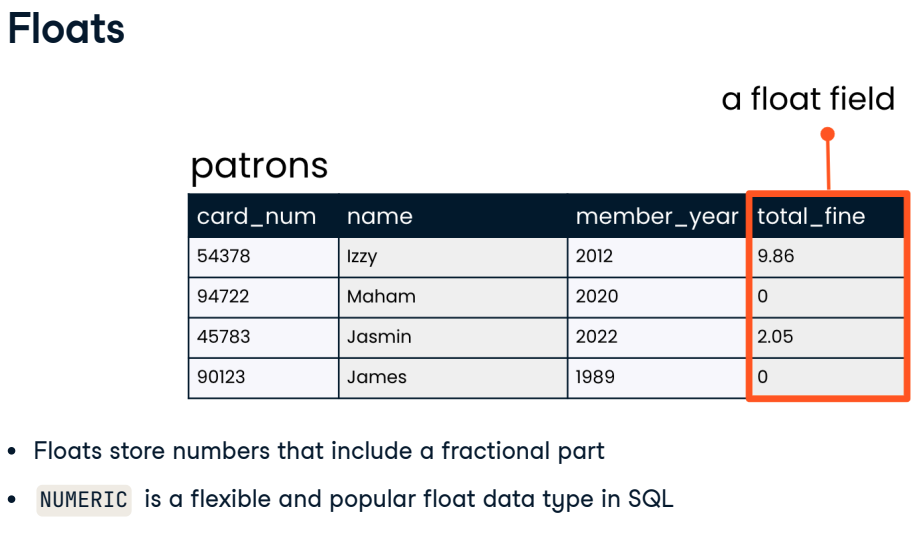 Floats
a float field
patrons
card_num name member_year total_fine
54378 Izzy 2012 9.86
94722 Maham 2020 0
45783 Jasmin 2022 2.05
90123 James 1989 0
• Floats store numbers that include a fractional part
• NUMERIC is a flexible and popular float data type in SQL